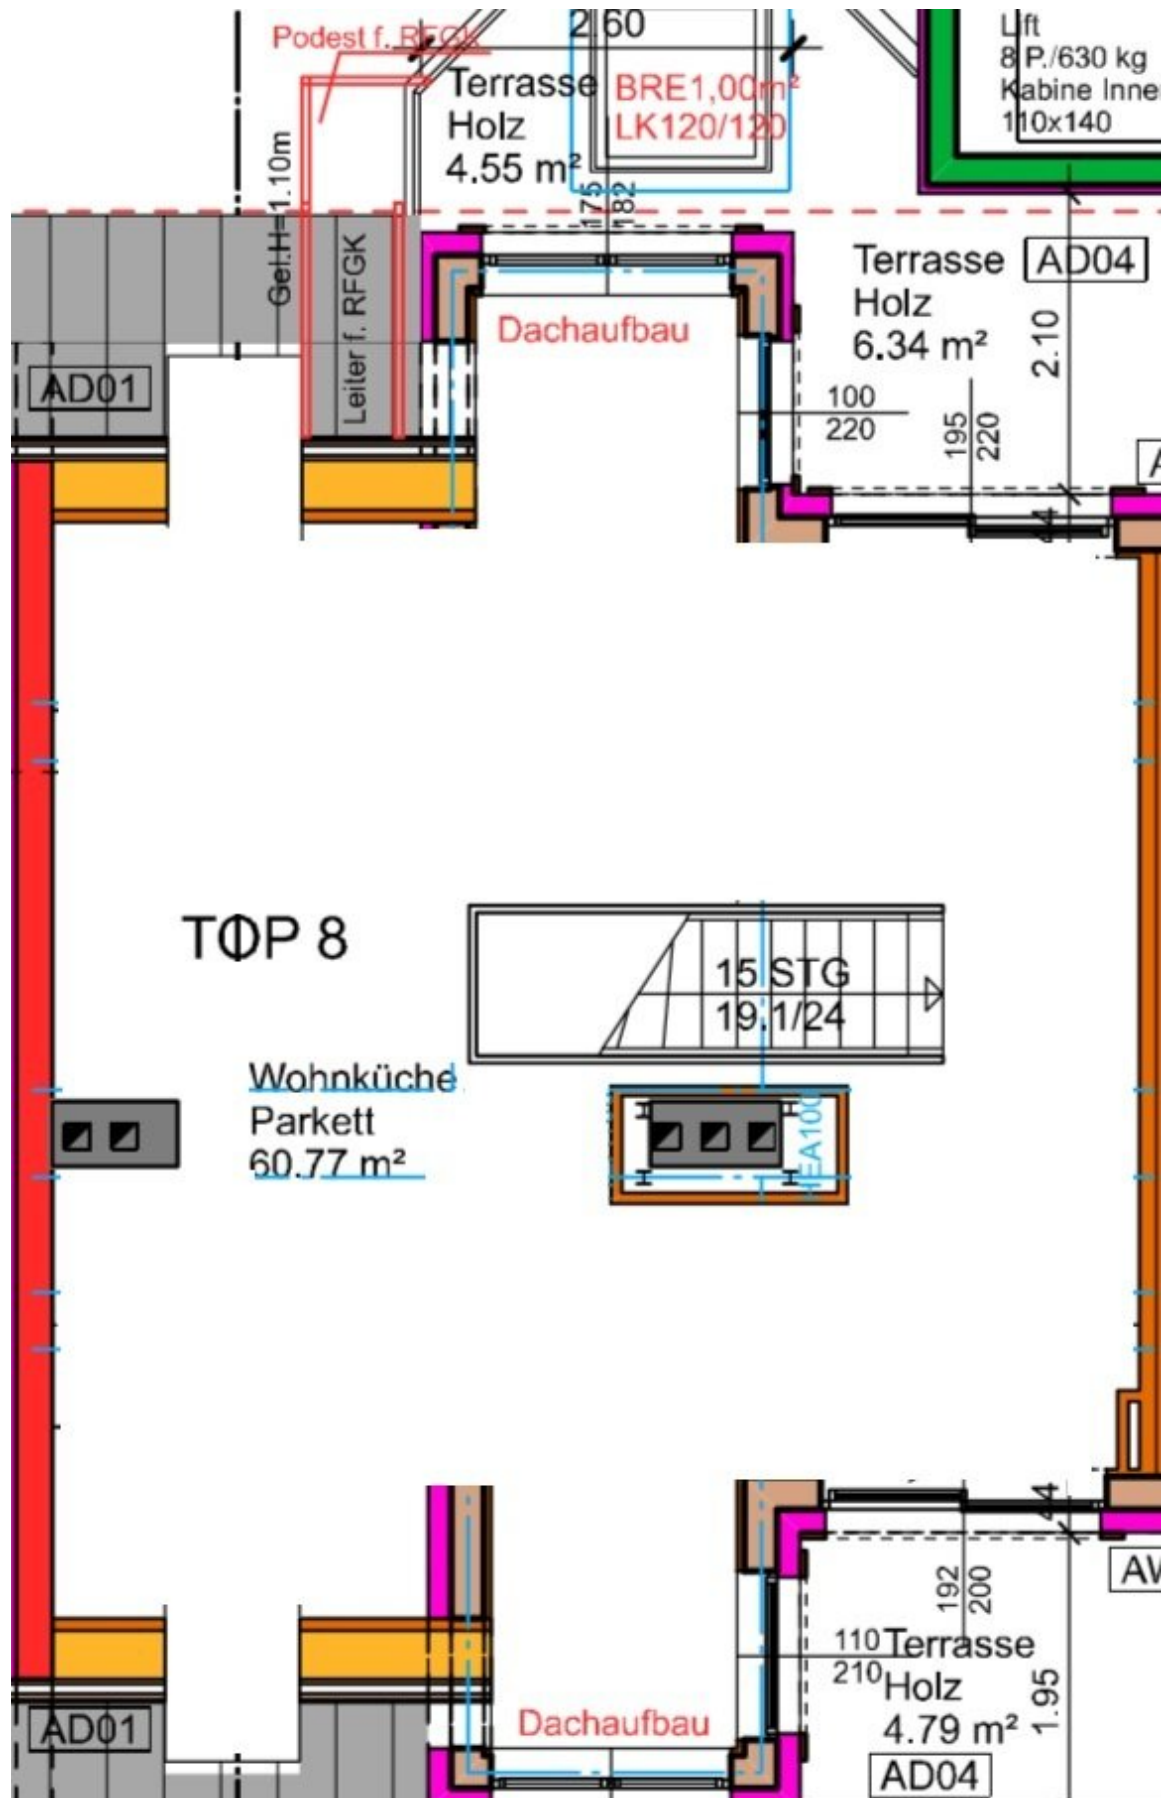 Podest f. RFGK
2.60
Lift
8 P./630 kg
Kabine Inner
110x140
Terrasse
Holz
4.55 m²
BRE1,00m²
LK120/120
Gel.H=1.10m
175
182
Leiter f. RFGK
Terrasse
Holz
6.34 m²
AD04
2.10
Dachaufbau
AD01
100
220
195
220
TOP 8
15 STG
19.1/24
Wohnküche
Parkett
60.77 m²
HEA100
44
192
200
110
210
Terrasse
Holz
4.79 m²
1.95
AD01
Dachaufbau
AD04